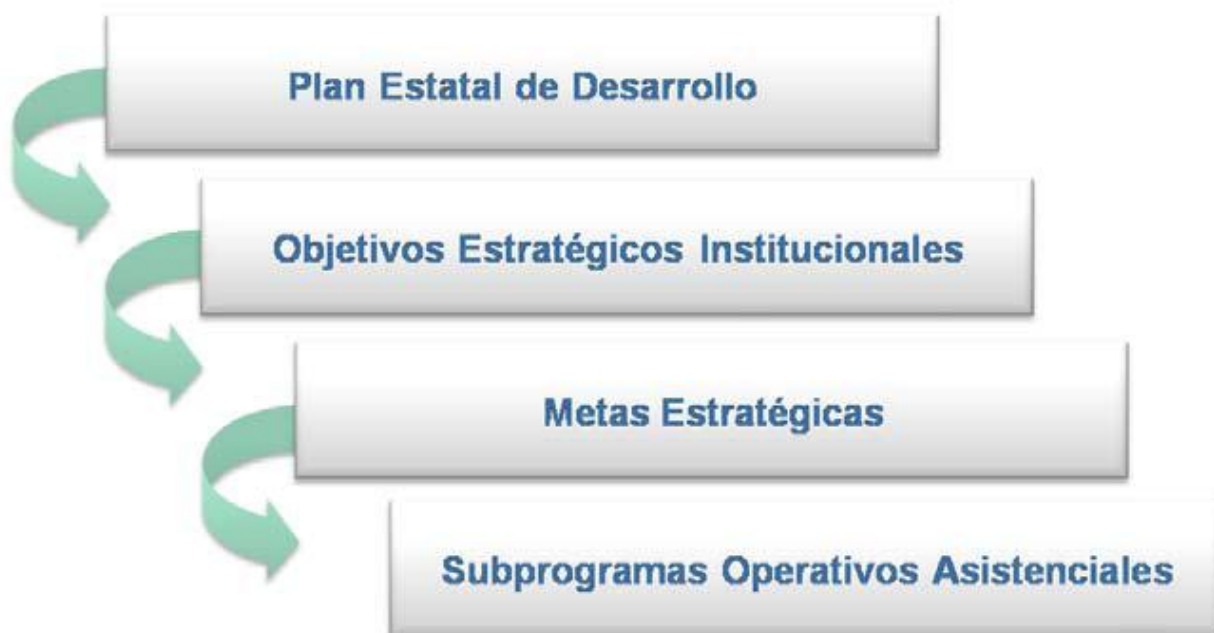 Plan Estatal de Desarrollo
Objetivos Estratégicos Institucionales
Metas Estratégicas
Subprogramas Operativos Asistenciales